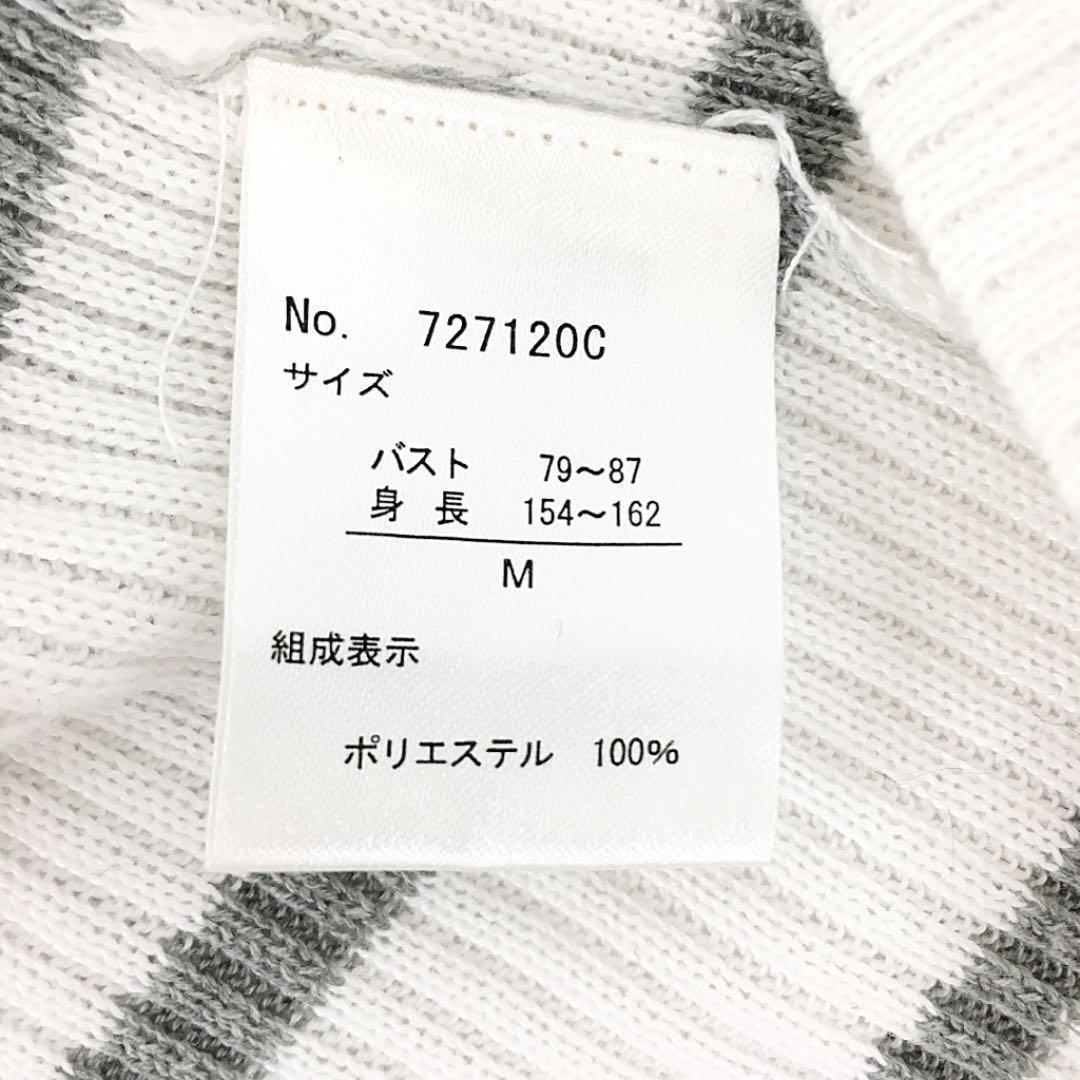 No. 727120C
サイズ
バスト 79～87
身 長 154～162
M
組成表示
ポリエステル 100%